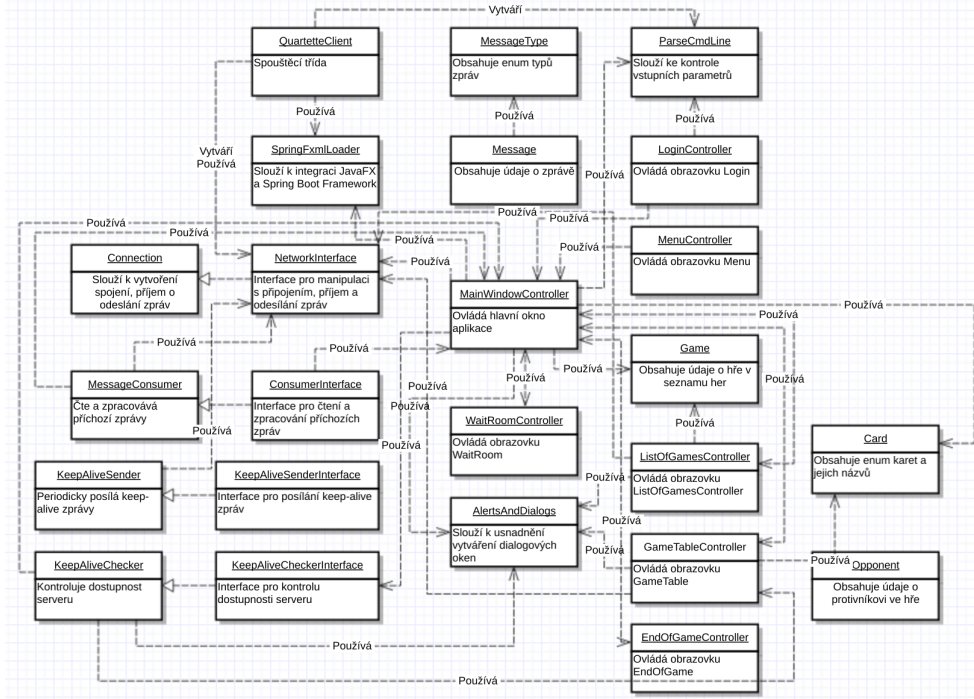 Vytváří
QuartetteClient
Spouštěcí třída
MessageType
Obsahuje enum typů
zpráv
ParseCmdLine
Slouží ke kontrole
vstupních parametrů
Používá
Používá
Používá
Vytváří
Používá
SpringFxmlLoader
Slouží k integraci JavaFX
a Spring Boot Framework
Message
Obsahuje údaje o zprávě
Používá
LoginController
Ovládá obrazovku Login
Používá
Používá
Používá
Používá
Používá
Používá
MenuController
Ovládá obrazovku Menu
Connection
Slouží k vytvoření
spojení, příjem o
odeslání zpráv
NetworkInterface
Interface pro manipulaci
s připojením, příjem a
odesílání zpráv
Používá
MainWindowController
Ovládá hlavní okno
aplikace
Používá
Používá
Používá
Používá
Game
Obsahuje údaje o hře v
seznamu her
Používá
Používá
Používá
MessageConsumer
Čte a zpracovává
příchozí zprávy
ConsumerInterface
Interface pro čtení a
zpracování příchozích
zpráv
Používá
Používá
Používá
Používá
WaitRoomController
Ovládá obrazovku
WaitRoom
Používá
Card
Obsahuje enum karet a
jejich názvů
ListOfGamesController
Ovládá obrazovku
ListOfGamesController
KeepAliveSender
Periodicky posílá keep-
alive zprávy
KeepAliveSenderInterface
Interface pro posílání keep-alive
zpráv
Používá
AlertsAndDialogs
Slouží k usnadnění
vytváření dialogových
oken
Používá
Používá
GameTableController
Ovládá obrazovku
GameTable
Používá
Opponent
Obsahuje údaje o
protivníkovi ve hře
KeepAliveChecker
Kontroluje dostupnost
serveru
KeepAliveCheckerInterface
Interface pro kontrolu
dostupnosti serveru
Používá
EndOfGameController
Ovládá obrazovku
EndOfGame
Používá